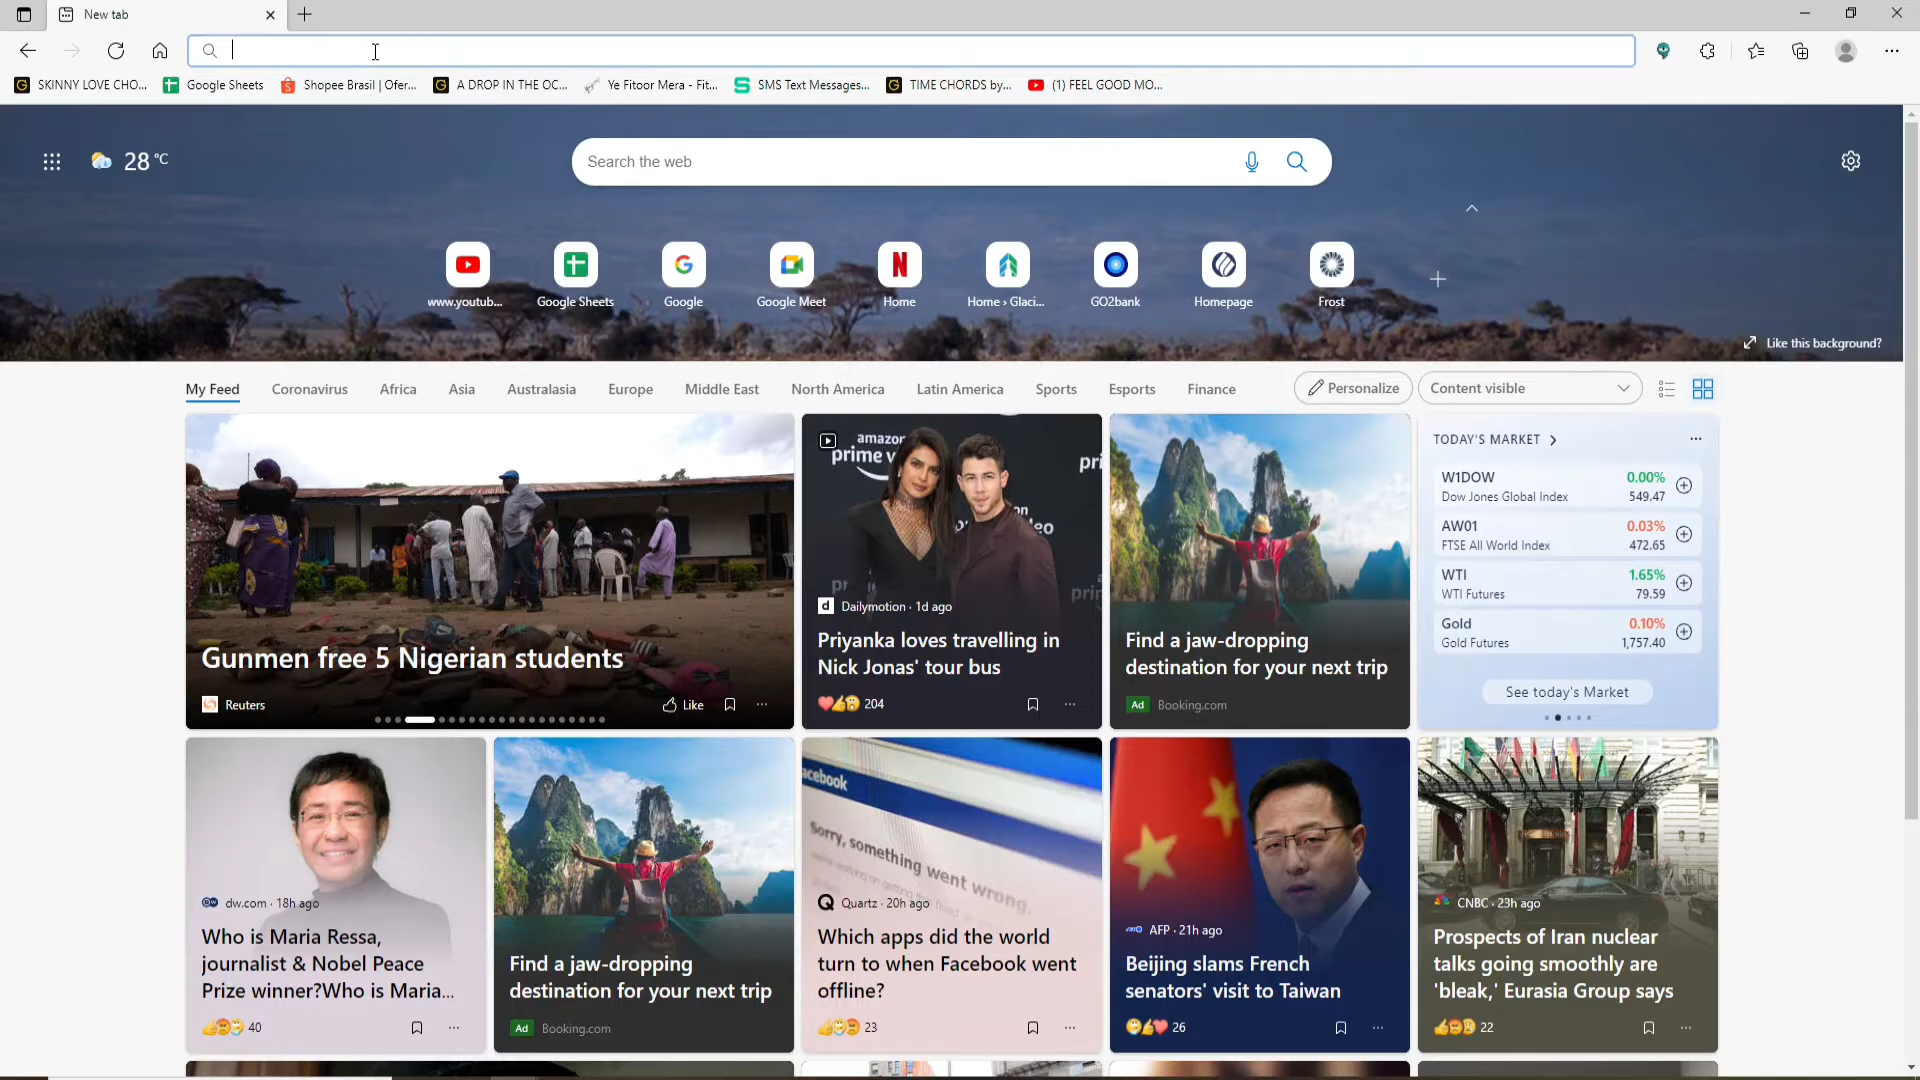 New tab
SKINNY LOVE CHO... Google Sheets Shopee Brasil | Ofer... A DROP IN THE OC... Ye Fitoor Mera - Fit... SMS Text Messages... TIME CHORDS by... (1) FEEL GOOD MO...
28 °C
Search the web
www.youtub... Google Sheets Google Google Meet Home Home › Glaci... GO2bank Homepage Frost
Like this background?
My Feed Coronavirus Africa Asia Australasia Europe Middle East North America Latin America Sports Esports Finance Personalize Content visible
Gunmen free 5 Nigerian students
Reuters Like
amazon
prime v
Dailymotion · 1d ago
Priyanka loves travelling in
Nick Jonas' tour bus
204
Find a jaw-dropping
destination for your next trip
Ad Booking.com
TODAY'S MARKET
W1DOW 0.00%
Dow Jones Global Index 549.47
AW01 0.03%
FTSE All World Index 472.65
WTI 1.65%
WTI Futures 79.59
Gold 0.10%
Gold Futures 1,757.40
See today's Market
dw.com · 18h ago
Who is Maria Ressa,
journalist & Nobel Peace
Prize winner?Who is Maria...
40
Find a jaw-dropping
destination for your next trip
Ad Booking.com
acebook
Sorry, something went wrong.
Quartz · 20h ago
Which apps did the world
turn to when Facebook went
offline?
23
AFP · 21h ago
Beijing slams French
senators' visit to Taiwan
26
CNBC · 23h ago
Prospects of Iran nuclear
talks going smoothly are
'bleak,' Eurasia Group says
22